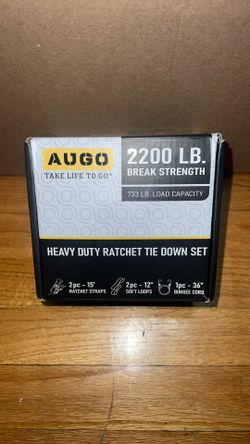 AUGO
TAKE LIFE TO GO™
2200 LB.
BREAK STRENGTH
733 LB. LOAD CAPACITY
HEAVY DUTY RATCHET TIE DOWN SET
2pc - 15'
RATCHET STRAPS
2pc - 12"
SOFT LOOPS
1pc - 36"
BUNGEE CORD